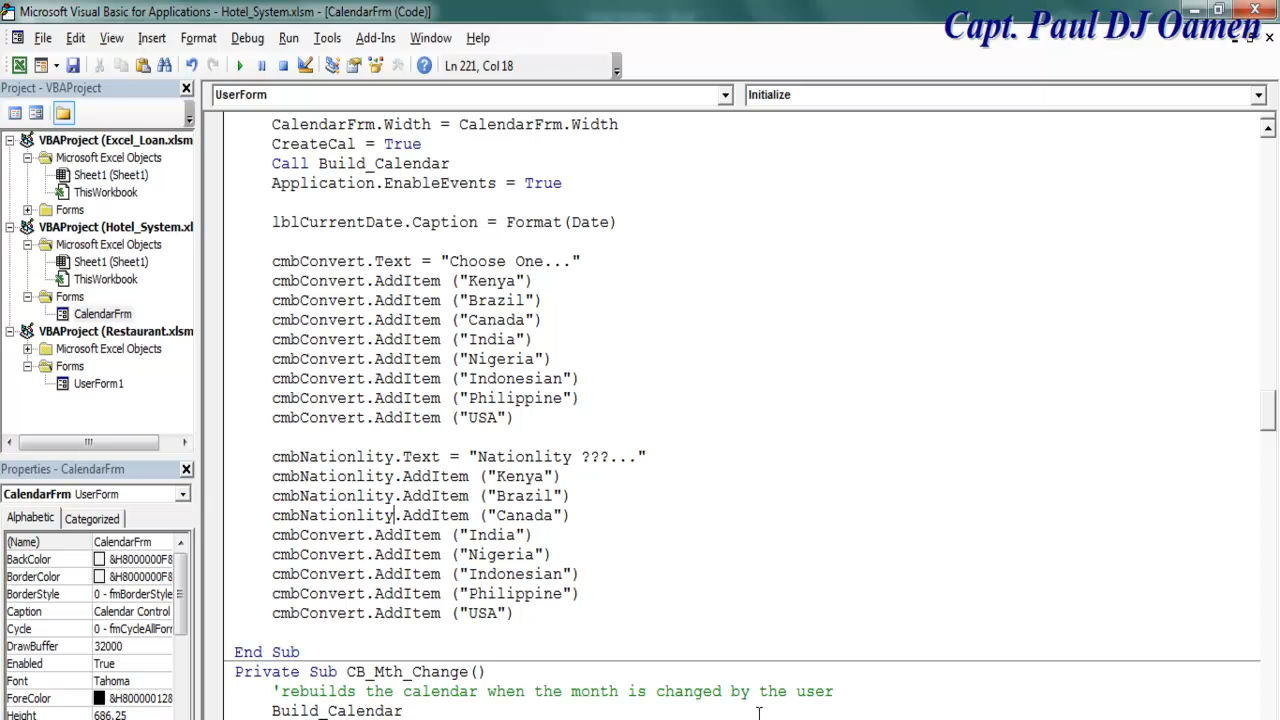 Microsoft Visual Basic for Applications - Hotel_System.xlsm - [CalendarFrm (Code)]
Capt. Paul DJ Oamen
File Edit View Insert Format Debug Run Tools Add-Ins Window Help
Ln 221, Col 18
Project - VBAProject
UserForm
Initialize
VBAProject (Excel_Loan.xlsm
Microsoft Excel Objects
Sheet1 (Sheet1)
ThisWorkbook
Forms
VBAProject (Hotel_System.xl
Microsoft Excel Objects
Sheet1 (Sheet1)
ThisWorkbook
Forms
CalendarFrm
VBAProject (Restaurant.xlsm
Microsoft Excel Objects
Forms
UserForm1
Properties - CalendarFrm
CalendarFrm UserForm
Alphabetic Categorized
(Name) CalendarFrm
BackColor &H8000000F&
BorderColor &H8000000F&
BorderStyle 0 - fmBorderStyle
Caption Calendar Control
Cycle 0 - fmCycleAllFor
DrawBuffer 32000
Enabled True
Font Tahoma
ForeColor &H80000012&
Height 686.25
CalendarFrm.Width = CalendarFrm.Width
CreateCal = True
Call Build_Calendar
Application.EnableEvents = True
lblCurrentDate.Caption = Format(Date)
cmbConvert.Text = "Choose One..."
cmbConvert.AddItem ("Kenya")
cmbConvert.AddItem ("Brazil")
cmbConvert.AddItem ("Canada")
cmbConvert.AddItem ("India")
cmbConvert.AddItem ("Nigeria")
cmbConvert.AddItem ("Indonesian")
cmbConvert.AddItem ("Philippine")
cmbConvert.AddItem ("USA")
cmbNationlity.Text = "Nationlity ???..."
cmbNationlity.AddItem ("Kenya")
cmbNationlity.AddItem ("Brazil")
cmbNationlity.AddItem ("Canada")
cmbConvert.AddItem ("India")
cmbConvert.AddItem ("Nigeria")
cmbConvert.AddItem ("Indonesian")
cmbConvert.AddItem ("Philippine")
cmbConvert.AddItem ("USA")
End Sub
Private Sub CB_Mth_Change()
'rebuilds the calendar when the month is changed by the user
Build_Calendar